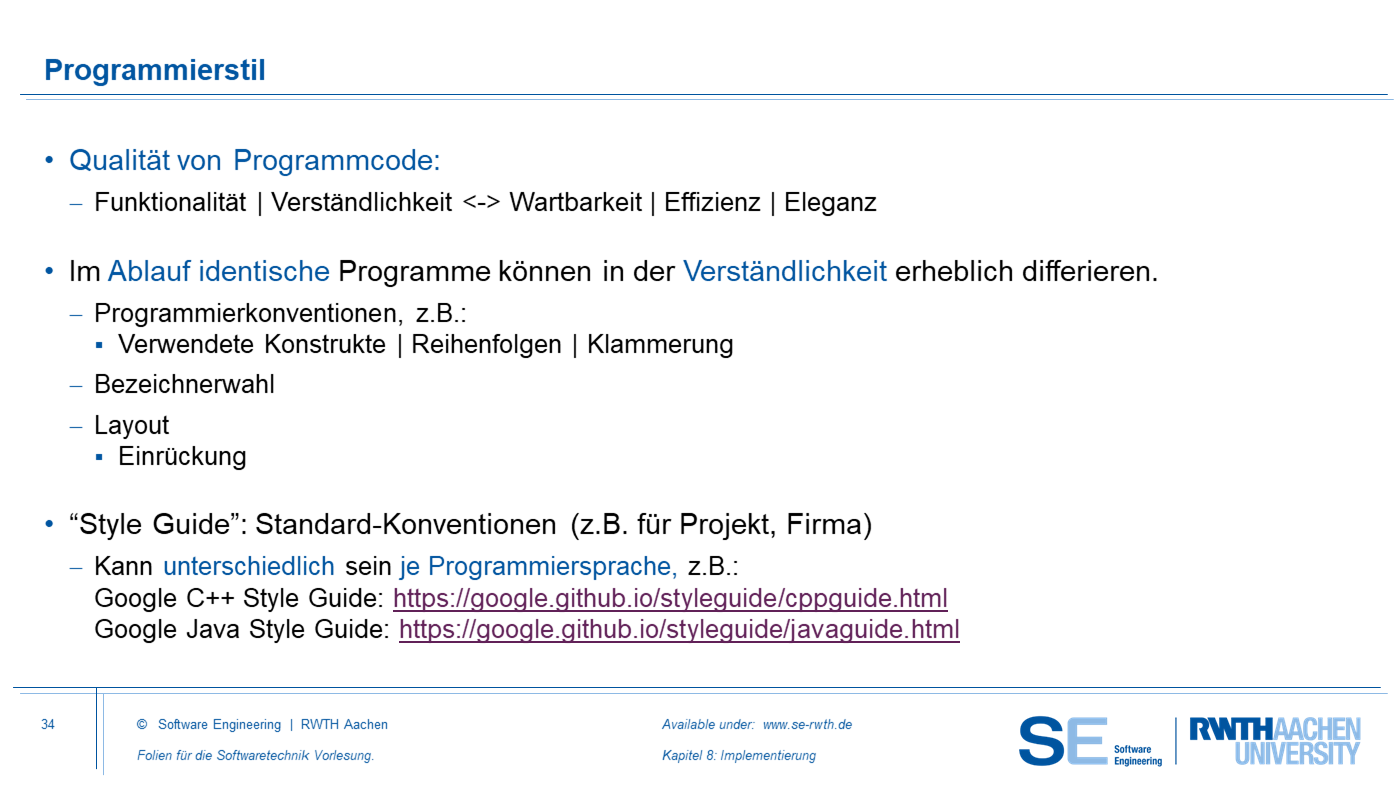 Programmierstil
• Qualität von Programmcode:
– Funktionalität | Verständlichkeit <-> Wartbarkeit | Effizienz | Eleganz
• Im Ablauf identische Programme können in der Verständlichkeit erheblich differieren.
– Programmierkonventionen, z.B.:
▪ Verwendete Konstrukte | Reihenfolgen | Klammerung
– Bezeichnerwahl
– Layout
▪ Einrückung
• “Style Guide”: Standard-Konventionen (z.B. für Projekt, Firma)
– Kann unterschiedlich sein je Programmiersprache, z.B.:
Google C++ Style Guide: https://google.github.io/styleguide/cppguide.html
Google Java Style Guide: https://google.github.io/styleguide/javaguide.html
34
© Software Engineering | RWTH Aachen
Folien für die Softwaretechnik Vorlesung.
Available under: www.se-rwth.de
Kapitel 8: Implementierung
SE Software
Engineering
RWTHAACHEN
UNIVERSITY